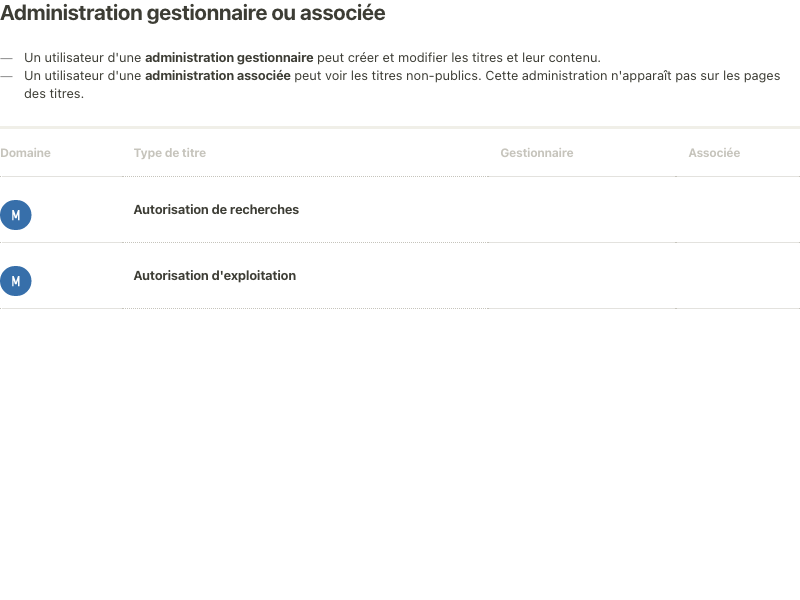 Administration gestionnaire ou associée
— Un utilisateur d'une administration gestionnaire peut créer et modifier les titres et leur contenu.
— Un utilisateur d'une administration associée peut voir les titres non-publics. Cette administration n'apparaît pas sur les pages
des titres.
Domaine Type de titre Gestionnaire Associée
M Autorisation de recherches
M Autorisation d'exploitation